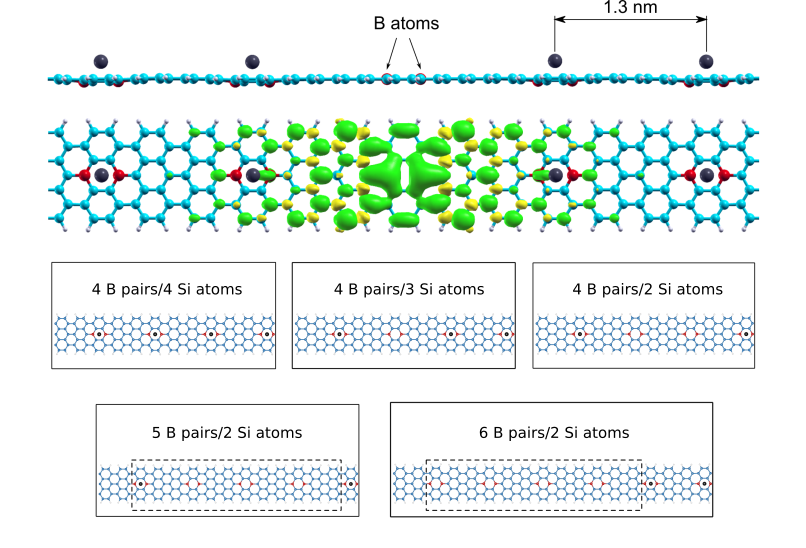 1.3 nm
B atoms
4 B pairs/4 Si atoms
4 B pairs/3 Si atoms
4 B pairs/2 Si atoms
5 B pairs/2 Si atoms
6 B pairs/2 Si atoms